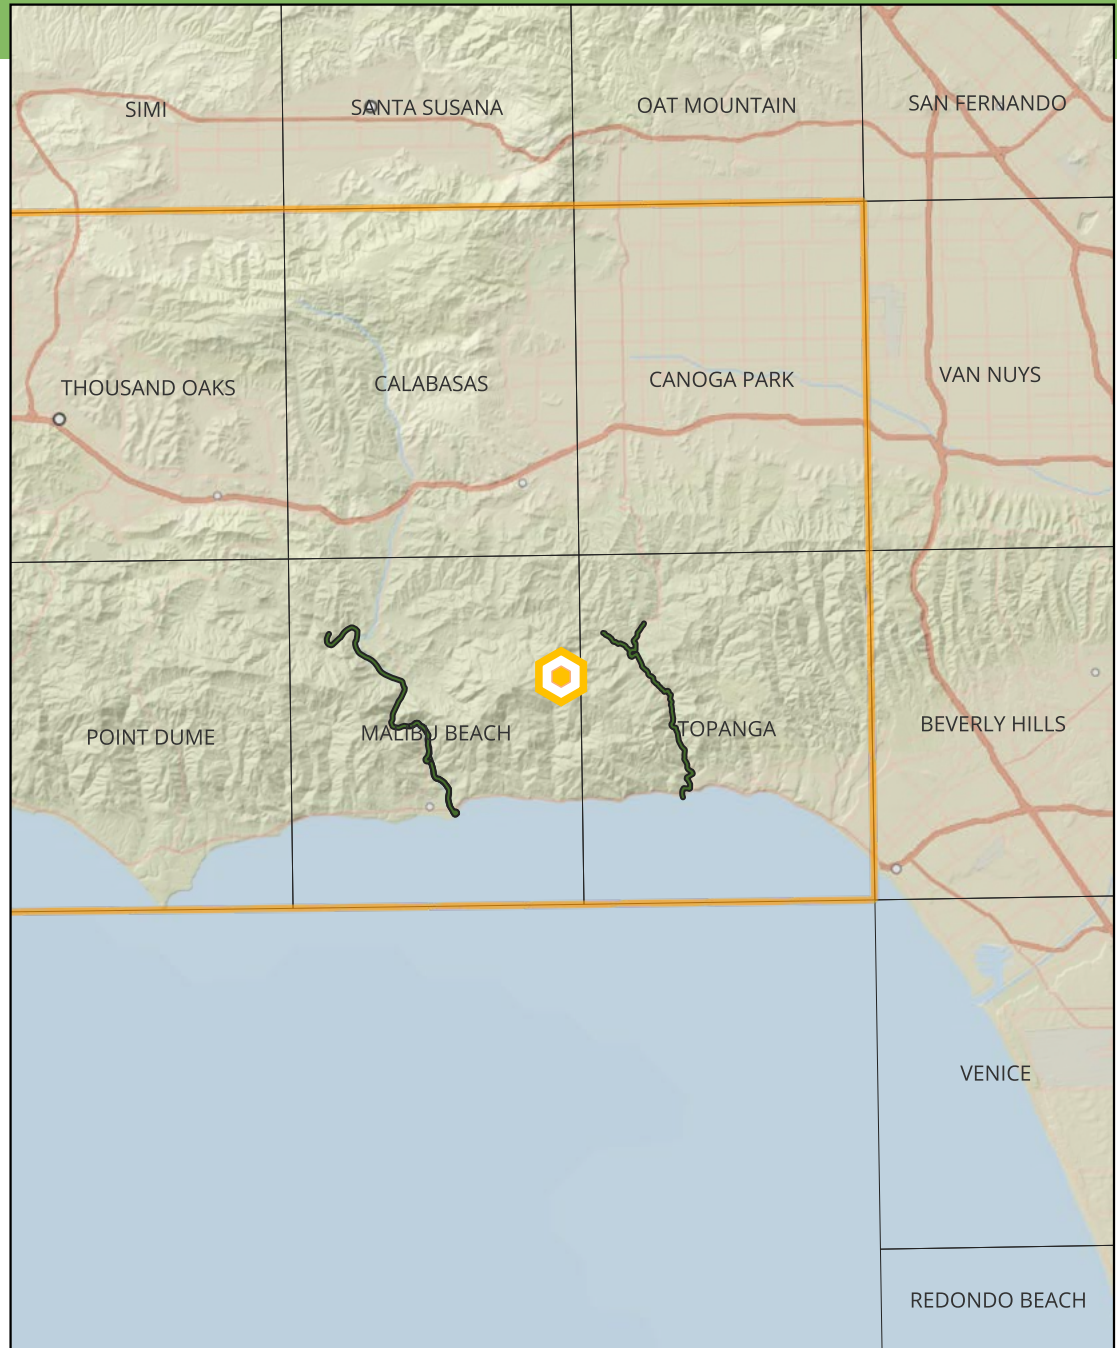 SIMI
SANTA SUSANA
OAT MOUNTAIN
SAN FERNANDO
THOUSAND OAKS
CALABASAS
CANOGA PARK
VAN NUYS
POINT DUME
MALIBU BEACH
TOPANGA
BEVERLY HILLS
VENICE
REDONDO BEACH